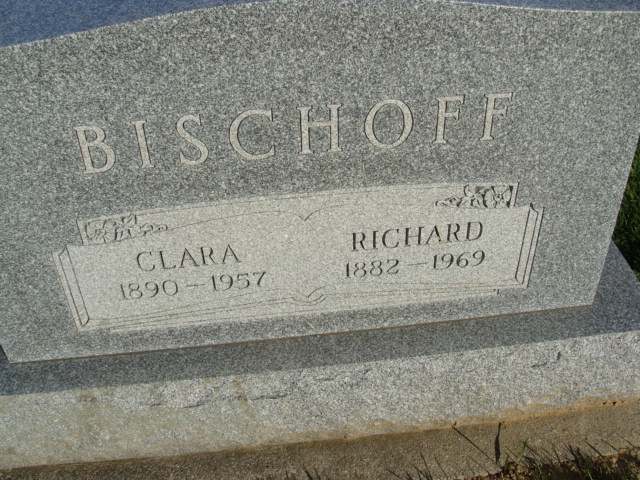 BISCHOFF
CLARA
1890 - 1957
RICHARD
1882 - 1969